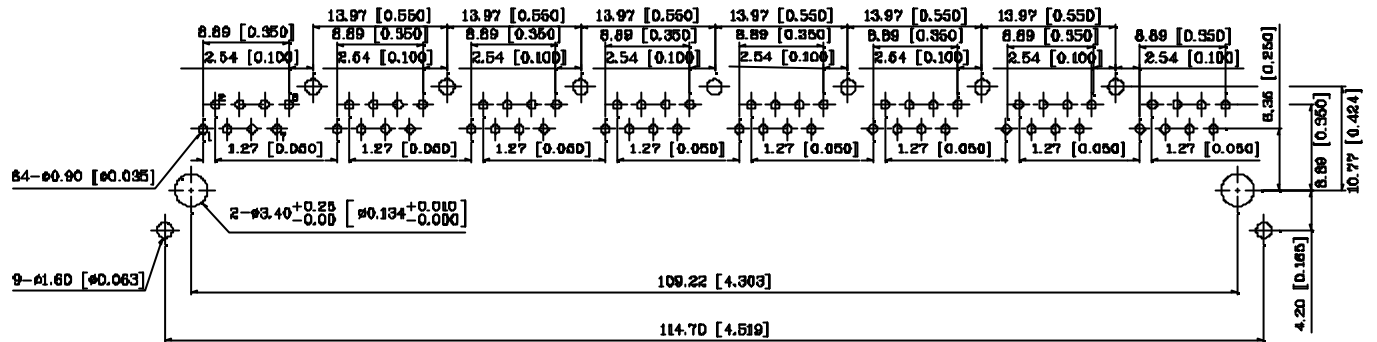 13.97 [0.550] 13.97 [0.550] 13.97 [0.550] 13.97 [0.550] 13.97 [0.550] 13.97 [0.550]
8.89 [0.350] 8.89 [0.350] 8.89 [0.350] 8.89 [0.350] 8.89 [0.350] 8.89 [0.350] 8.89 [0.350] 8.89 [0.350]
2.54 [0.100] 2.54 [0.100] 2.54 [0.100] 2.54 [0.100] 2.54 [0.100] 2.54 [0.100] 2.54 [0.100] 2.54 [0.100]
6.35 [0.250]
8.89 [0.350]
10.77 [0.424]
1.27 [0.050] 1.27 [0.050] 1.27 [0.050] 1.27 [0.050] 1.27 [0.050] 1.27 [0.050] 1.27 [0.050] 1.27 [0.050]
64-ø0.90 [ø0.035]
2-ø3.40+0.25 -0.00 [ø0.134+0.010 -0.000]
9-ø1.60 [ø0.063]
109.22 [4.303]
4.20 [0.165]
114.70 [4.519]